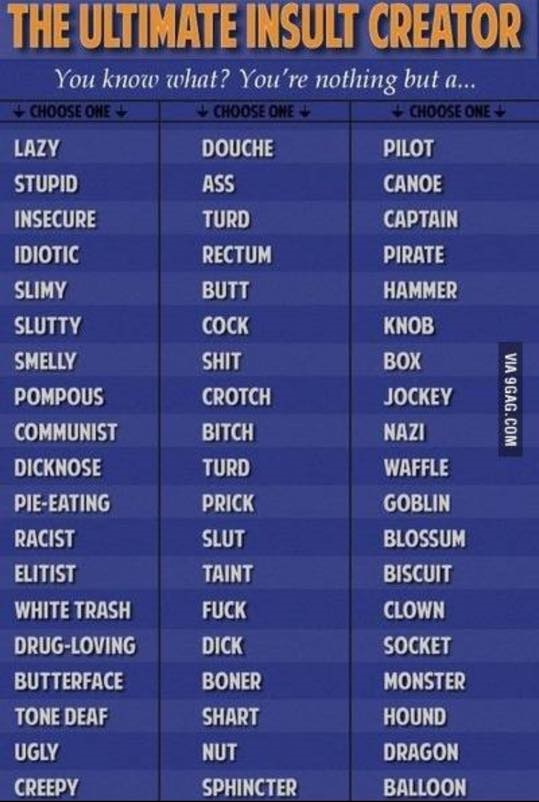 THE ULTIMATE INSULT CREATOR
You know what? You're nothing but a...
CHOOSE ONE CHOOSE ONE CHOOSE ONE
LAZY DOUCHE PILOT
STUPID ASS CANOE
INSECURE TURD CAPTAIN
IDIOTIC RECTUM PIRATE
SLIMY BUTT HAMMER
SLUTTY COCK KNOB
SMELLY SHIT BOX
POMPOUS CROTCH JOCKEY
COMMUNIST BITCH NAZI
DICKNOSE TURD WAFFLE
PIE-EATING PRICK GOBLIN
RACIST SLUT BLOSSUM
ELITIST TAINT BISCUIT
WHITE TRASH FUCK CLOWN
DRUG-LOVING DICK SOCKET
BUTTERFACE BONER MONSTER
TONE DEAF SHART HOUND
UGLY NUT DRAGON
CREEPY SPHINCTER BALLOON
VIA 9GAG.COM